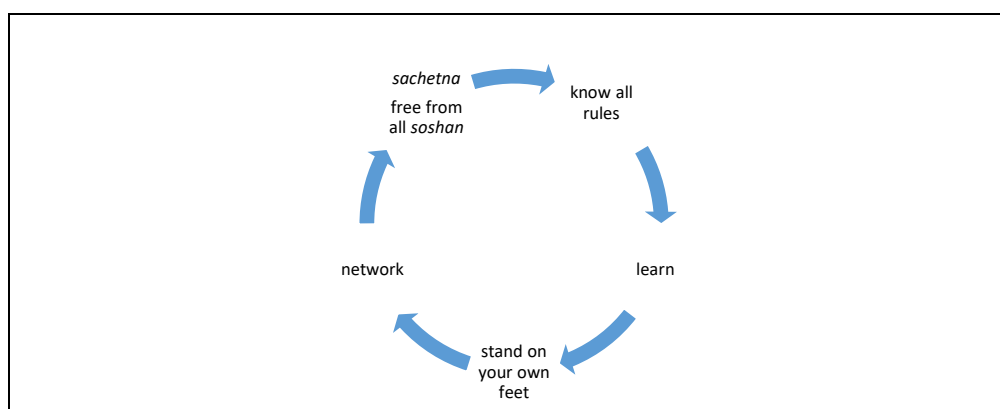 sachetna
free from
all soshan
know all
rules
learn
stand on
your own
feet
network